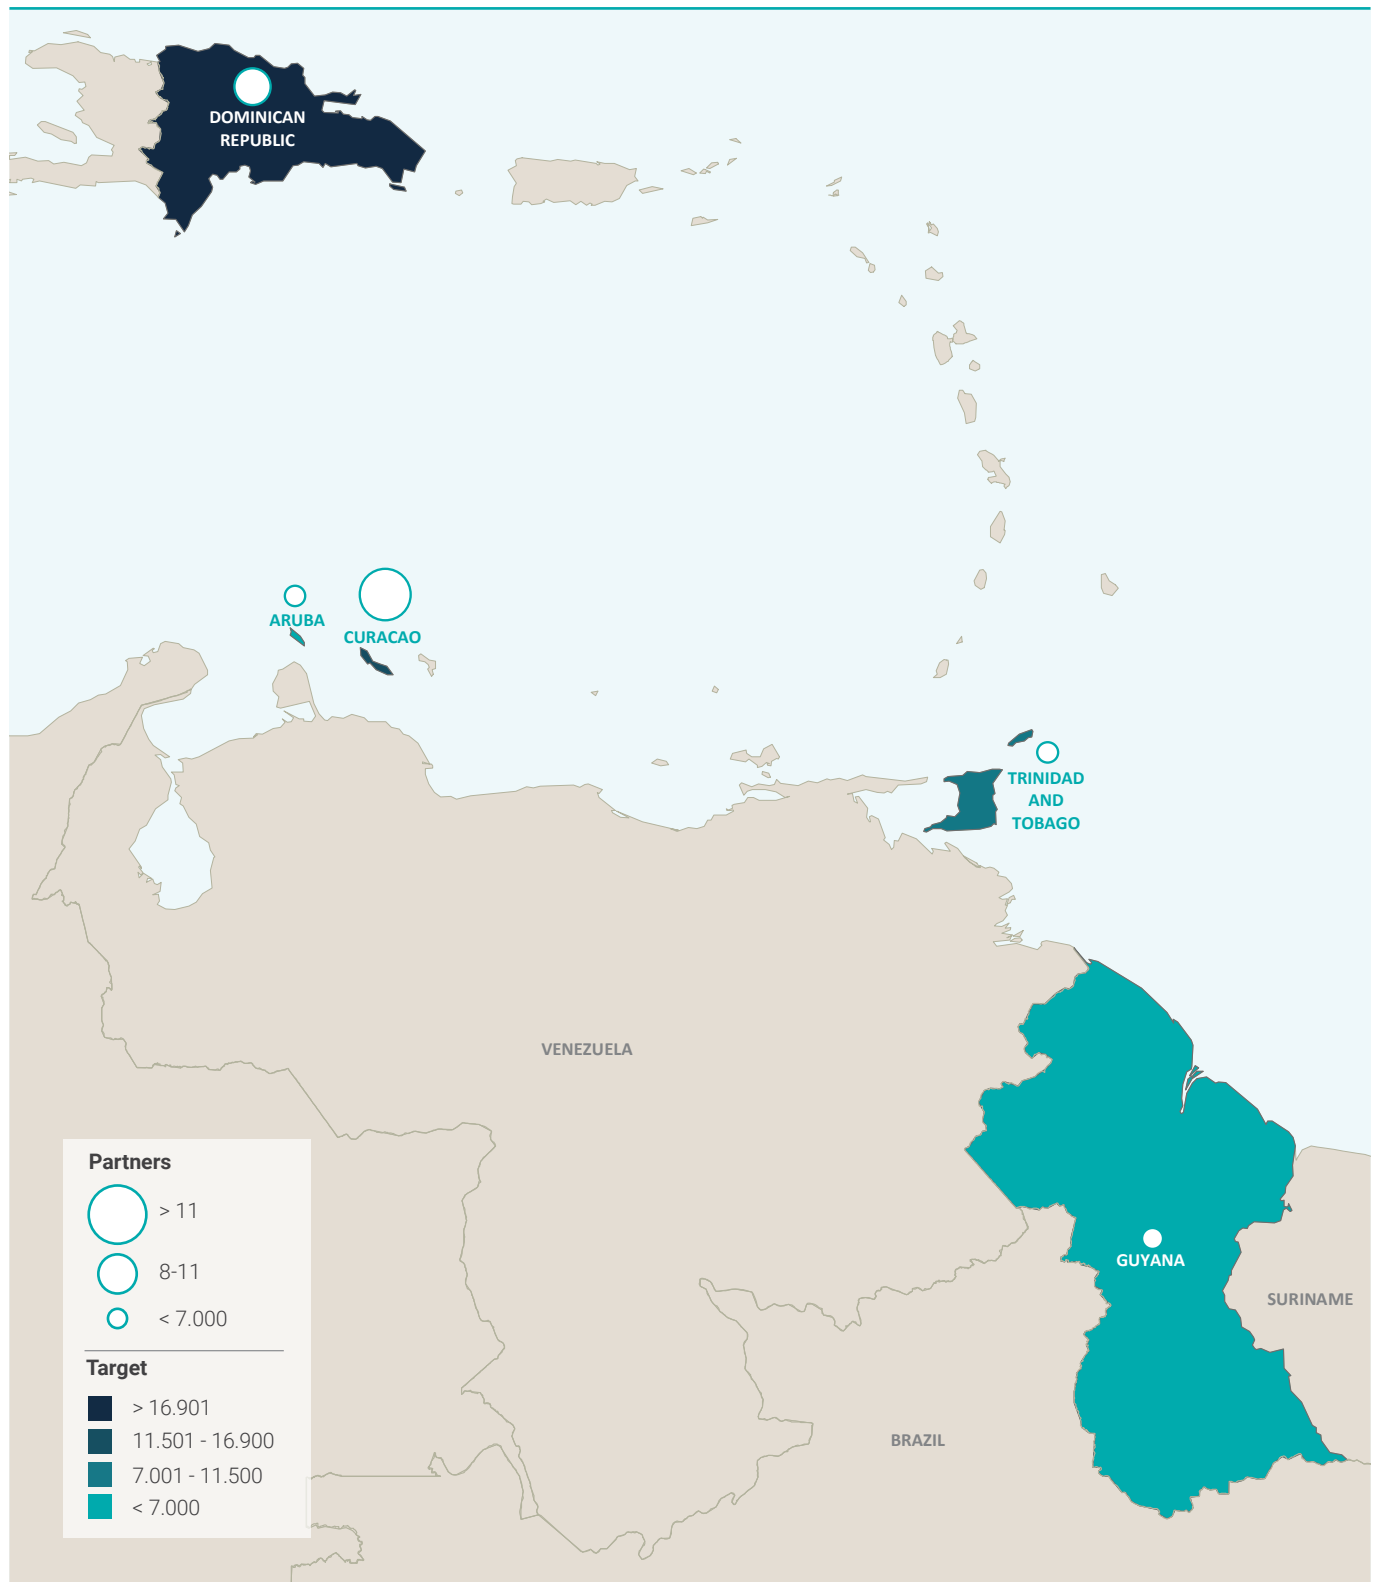 DOMINICAN
REPUBLIC
ARUBA
CURACAO
TRINIDAD
AND
TOBAGO
VENEZUELA
GUYANA
SURINAME
BRAZIL
Partners
> 11
8-11
< 7.000
Target
> 16.901
11.501 - 16.900
7.001 - 11.500
< 7.000